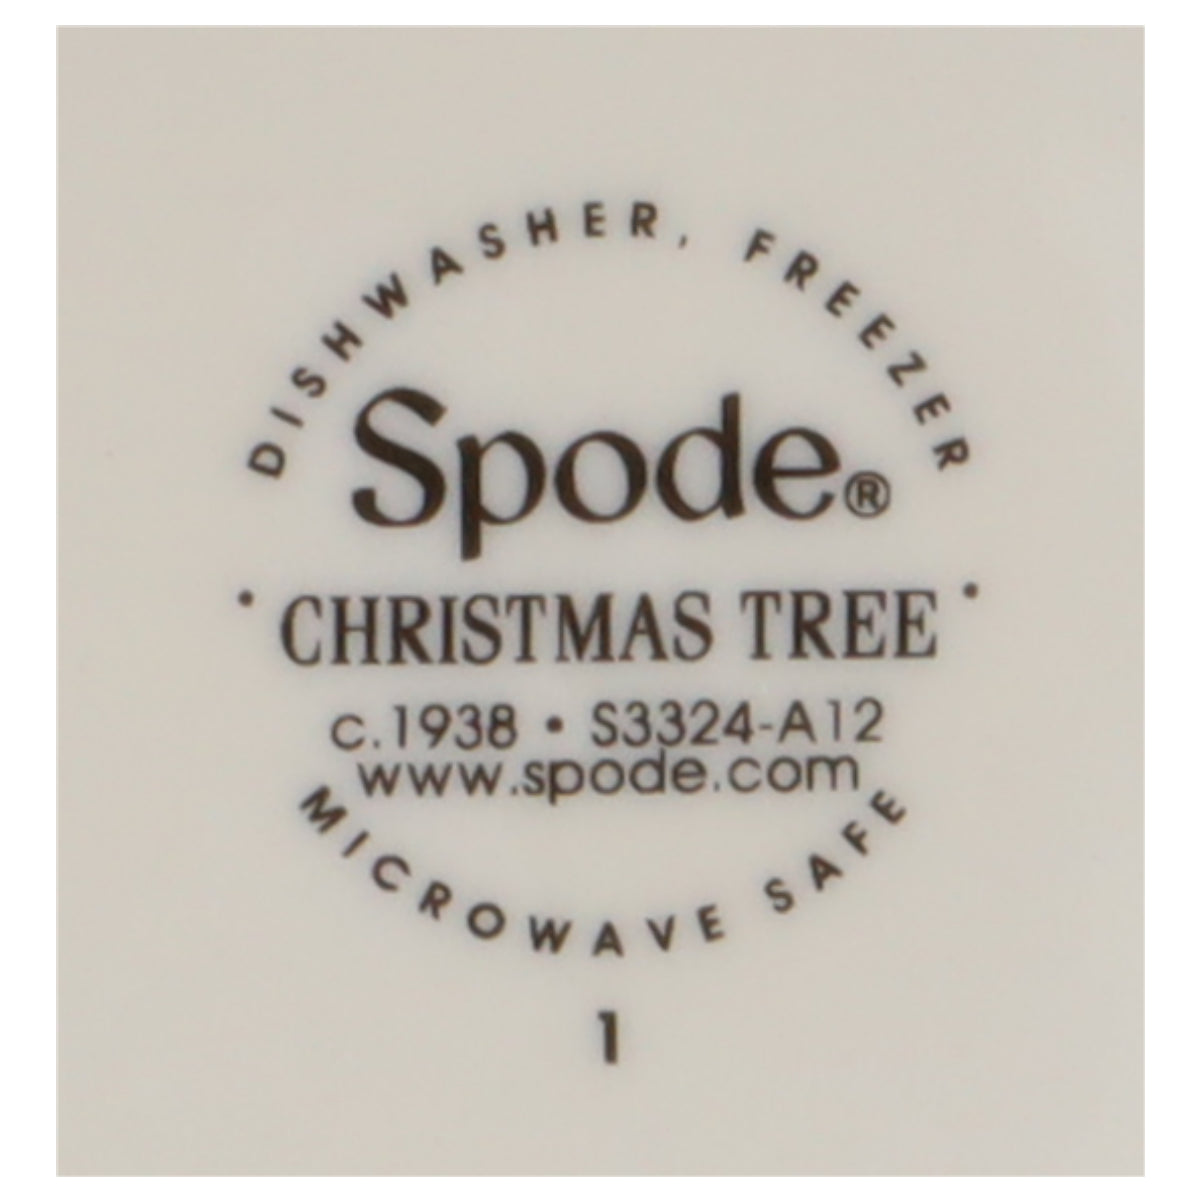 DISHWASHER, FREEZER
Spode®
• CHRISTMAS TREE •
c.1938 • S3324-A12
www.spode.com
MICROWAVE SAFE
1